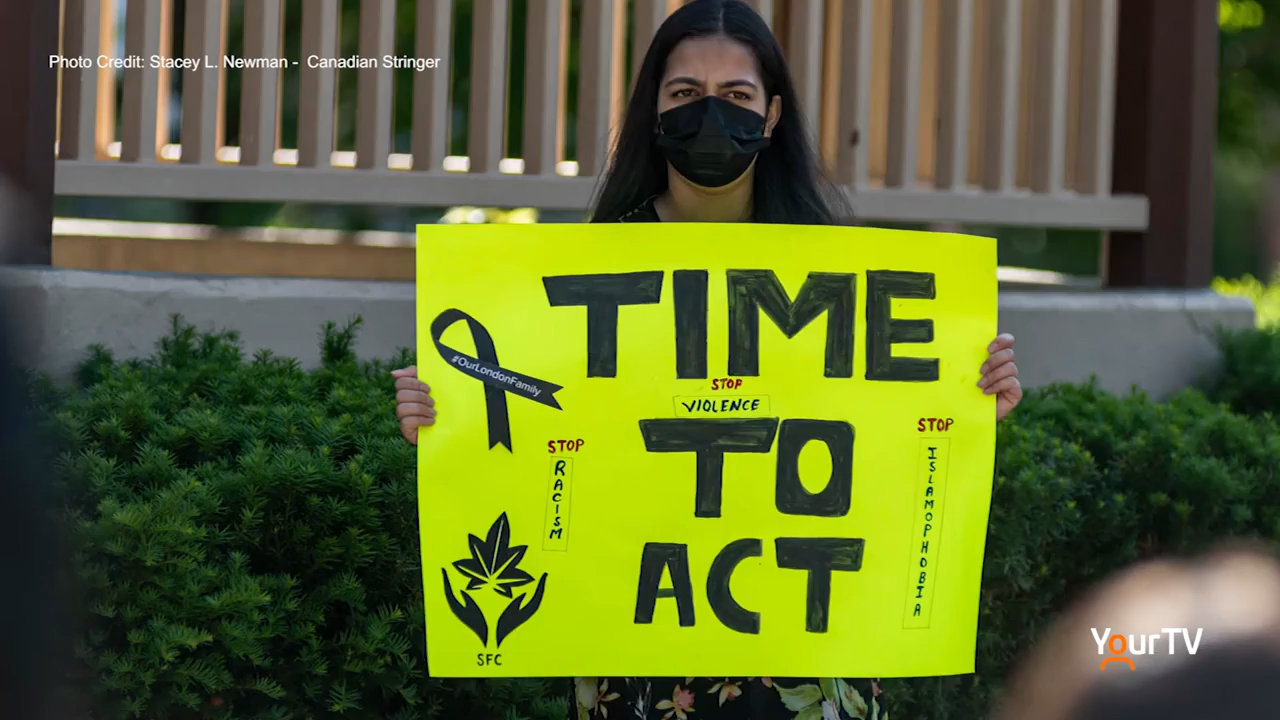 Photo Credit: Stacey L. Newman - Canadian Stringer
TIME
#OurLondonFamily
STOP
VIOLENCE
TO
STOP
RACISM
STOP
ISLAMOPHOBIA
ACT
SFC
YourTV